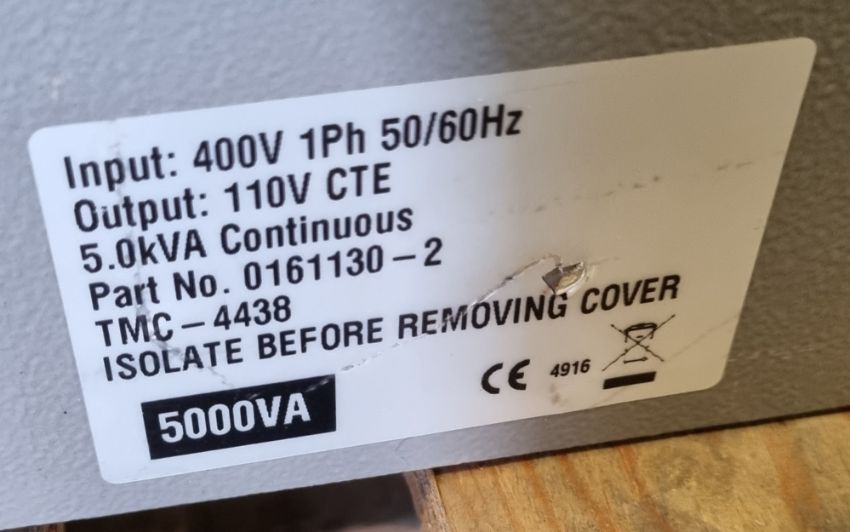 Input: 400V 1Ph 50/60Hz
Output: 110V CTE
5.0kVA Continuous
Part No. 0161130-2
TMC-4438
ISOLATE BEFORE REMOVING COVER
5000VA
CE 4916